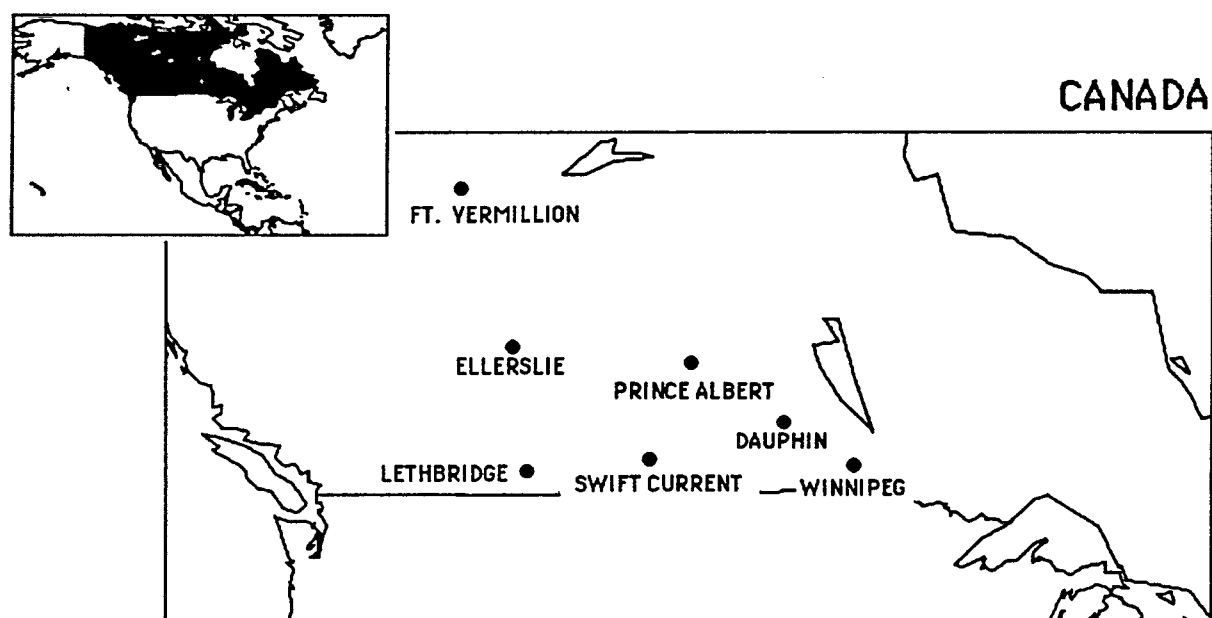 CANADA
FT. VERMILLION
ELLERSLIE
PRINCE ALBERT
DAUPHIN
LETHBRIDGE
SWIFT CURRENT
WINNIPEG